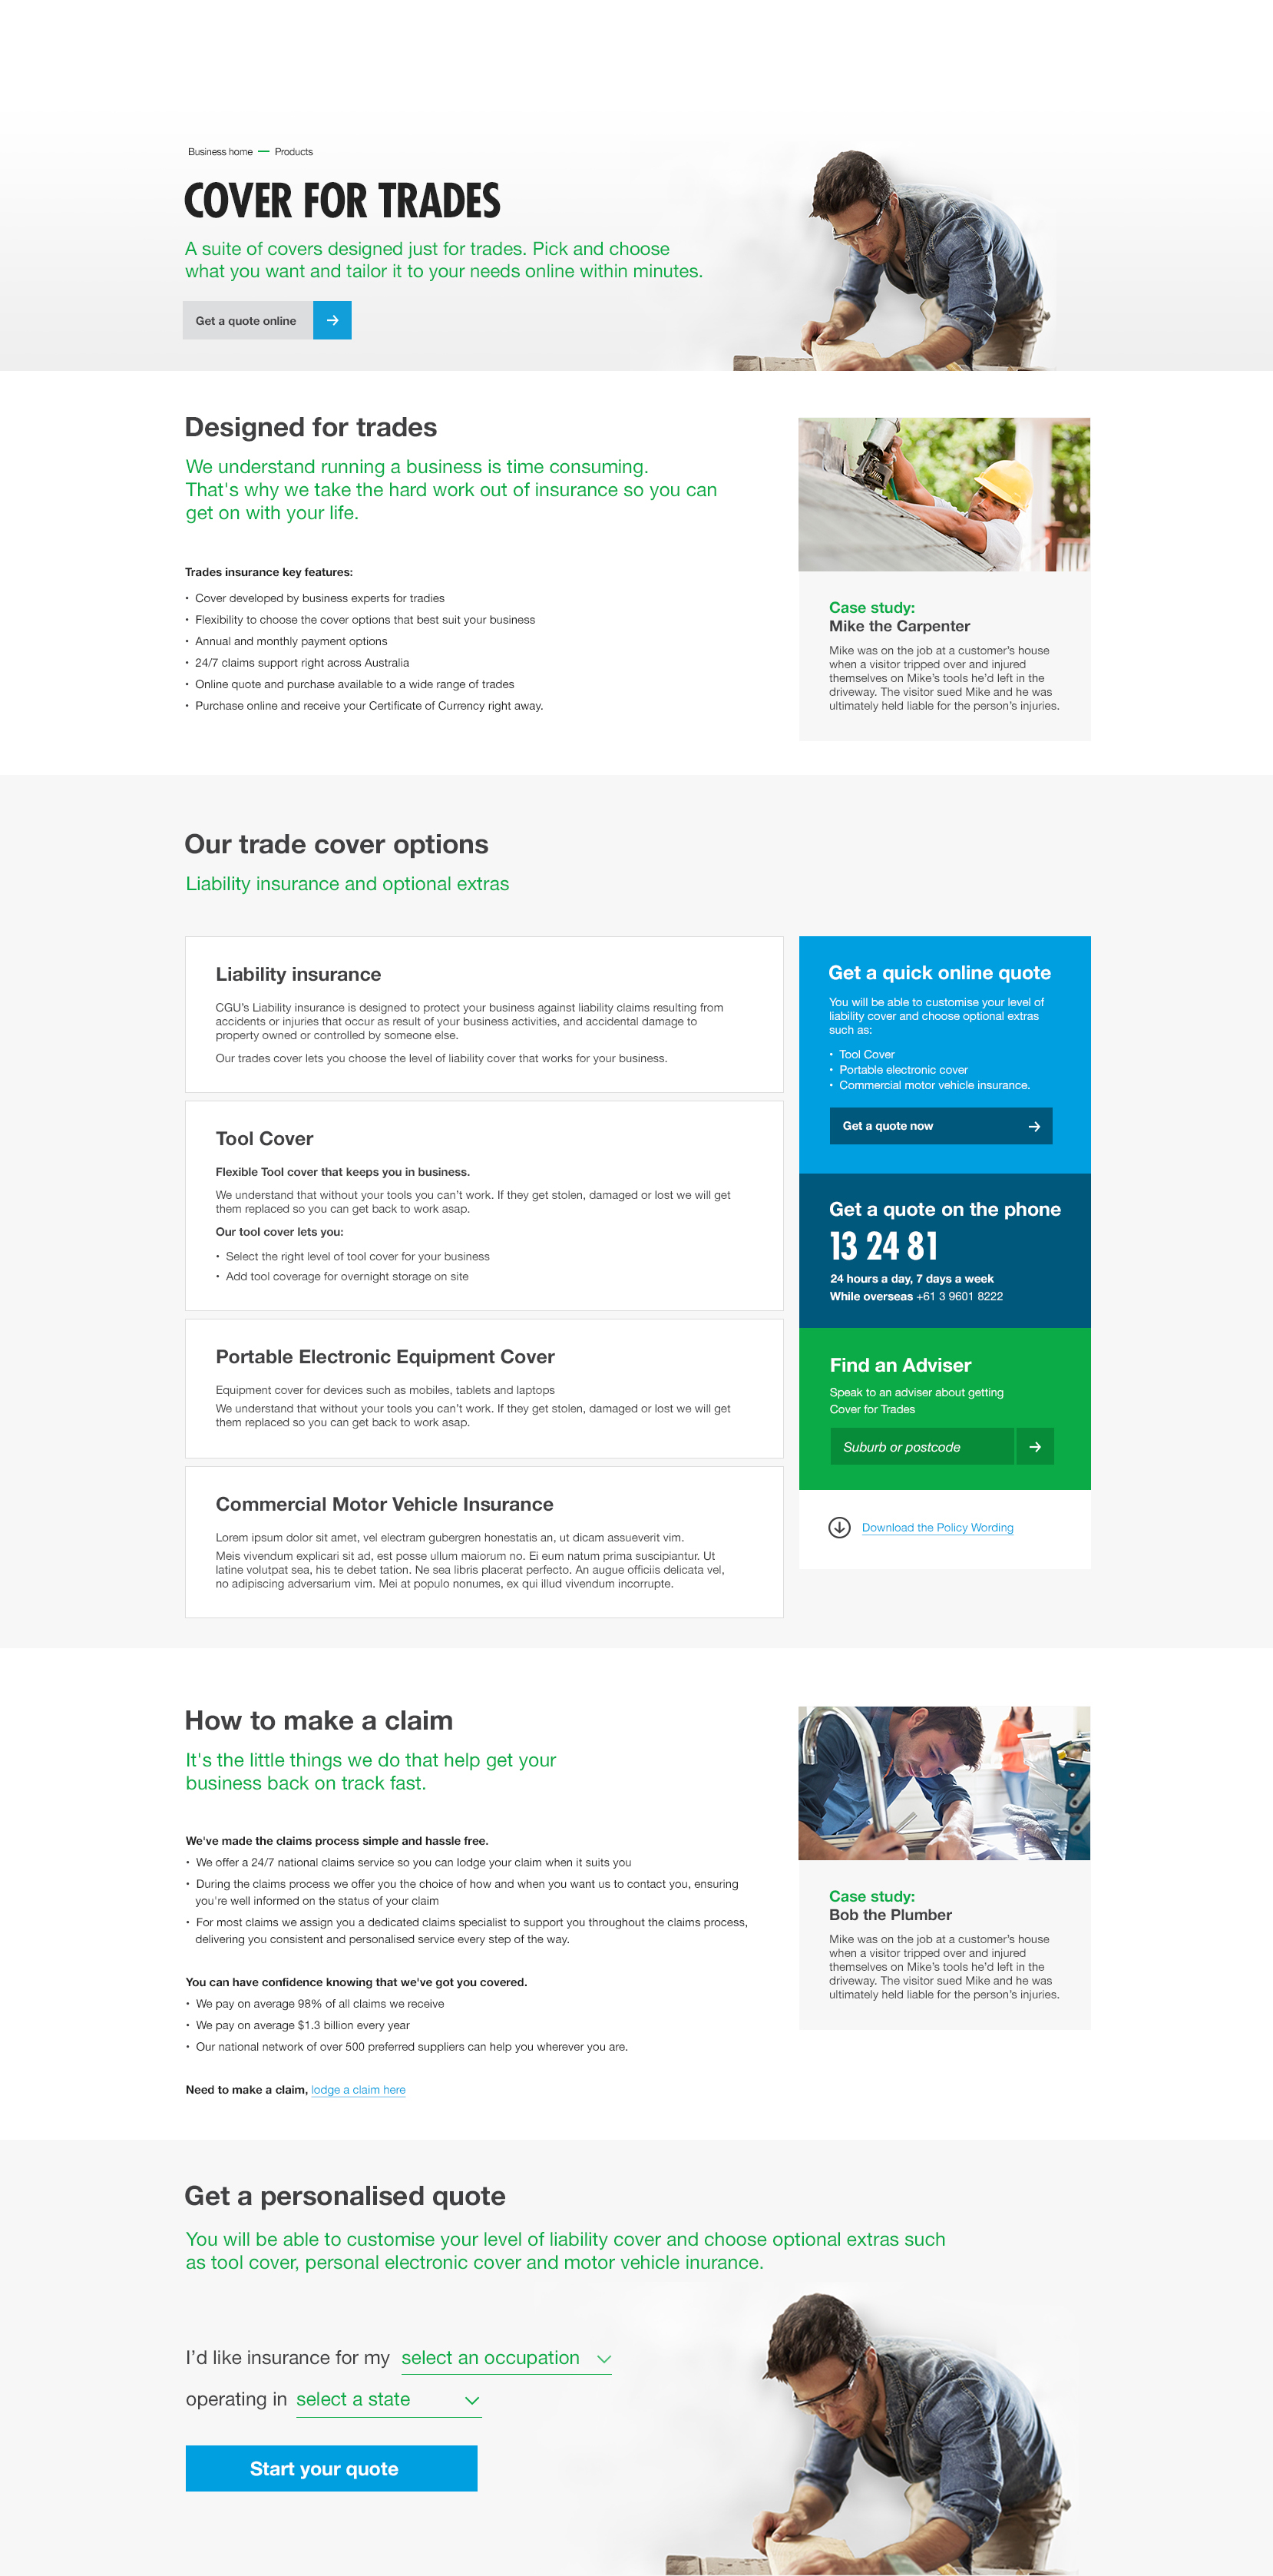 Business home — Products
COVER FOR TRADES
A suite of covers designed just for trades. Pick and choose
what you want and tailor it to your needs online within minutes.
Get a quote online
Designed for trades
We understand running a business is time consuming.
That's why we take the hard work out of insurance so you can
get on with your life.
Trades insurance key features:
• Cover developed by business experts for tradies
• Flexibility to choose the cover options that best suit your business
• Annual and monthly payment options
• 24/7 claims support right across Australia
• Online quote and purchase available to a wide range of trades
• Purchase online and receive your Certificate of Currency right away.
Case study:
Mike the Carpenter
Mike was on the job at a customer's house
when a visitor tripped over and injured
themselves on Mike's tools he'd left in the
driveway. The visitor sued Mike and he was
ultimately held liable for the person's injuries.
Our trade cover options
Liability insurance and optional extras
Liability insurance
CGU's Liability insurance is designed to protect your business against liability claims resulting from
accidents or injuries that occur as result of your business activities, and accidental damage to
property owned or controlled by someone else.
Our trades cover lets you choose the level of liability cover that works for your business.
Tool Cover
Flexible Tool cover that keeps you in business.
We understand that without your tools you can't work. If they get stolen, damaged or lost we will get
them replaced so you can get back to work asap.
Our tool cover lets you:
• Select the right level of tool cover for your business
• Add tool coverage for overnight storage on site
Portable Electronic Equipment Cover
Equipment cover for devices such as mobiles, tablets and laptops
We understand that without your tools you can't work. If they get stolen, damaged or lost we will get
them replaced so you can get back to work asap.
Commercial Motor Vehicle Insurance
Lorem ipsum dolor sit amet, vel electram gubergren honestatis an, ut dicam assueverit vim.
Meis vivendum explicari sit ad, est posse ullum maiorum no. Ei eum natum prima suscipiantur. Ut
latine volutpat sea, his te debet tation. Ne sea libris placerat perfecto. An augue officiis delicata vel,
no adipiscing adversarium vim. Mei at populo nonumes, ex qui illud vivendum incorrupte.
Get a quick online quote
You will be able to customise your level of
liability cover and choose optional extras
such as:
• Tool Cover
• Portable electronic cover
• Commercial motor vehicle insurance.
Get a quote now
Get a quote on the phone
13 24 81
24 hours a day, 7 days a week
While overseas +61 3 9601 8222
Find an Adviser
Speak to an adviser about getting
Cover for Trades
Suburb or postcode
Download the Policy Wording
How to make a claim
It's the little things we do that help get your
business back on track fast.
We've made the claims process simple and hassle free.
• We offer a 24/7 national claims service so you can lodge your claim when it suits you
• During the claims process we offer you the choice of how and when you want us to contact you, ensuring
you're well informed on the status of your claim
• For most claims we assign you a dedicated claims specialist to support you throughout the claims process,
delivering you consistent and personalised service every step of the way.
You can have confidence knowing that we've got you covered.
• We pay on average 98% of all claims we receive
• We pay on average $1.3 billion every year
• Our national network of over 500 preferred suppliers can help you wherever you are.
Need to make a claim, lodge a claim here
Case study:
Bob the Plumber
Mike was on the job at a customer's house
when a visitor tripped over and injured
themselves on Mike's tools he'd left in the
driveway. The visitor sued Mike and he was
ultimately held liable for the person's injuries.
Get a personalised quote
You will be able to customise your level of liability cover and choose optional extras such
as tool cover, personal electronic cover and motor vehicle inurance.
I'd like insurance for my select an occupation
operating in select a state
Start your quote